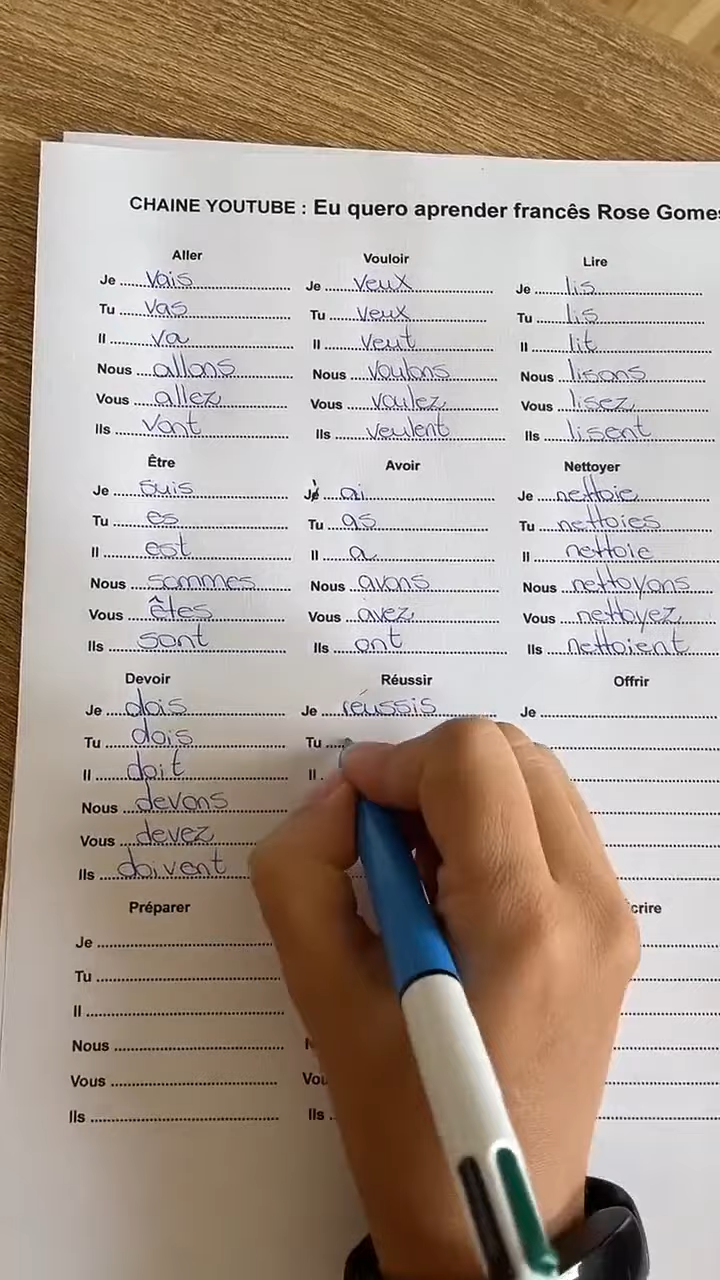 CHAINE YOUTUBE : Eu quero aprender francês Rose Gomes
Aller Vouloir Lire
Je vais Je veux Je lis
Tu vas Tu veux Tu lis
Il va Il veut Il lit
Nous allons Nous voulons Nous lisons
Vous allez Vous voulez Vous lisez
Ils vont Ils veulent Ils lisent
Être Avoir Nettoyer
Je suis J' ai Je nettoie
Tu es Tu as Tu nettoies
Il est Il a Il nettoie
Nous sommes Nous avons Nous nettoyons
Vous êtes Vous avez Vous nettoyez
Ils sont Ils ont Ils nettoient
Devoir Réussir Offrir
Je dois Je réussis Je
Tu dois Tu
Il doit Il
Nous devons
Vous devez
Ils doivent
Préparer
Je
Tu
Il
Nous
Vous
Ils Ils